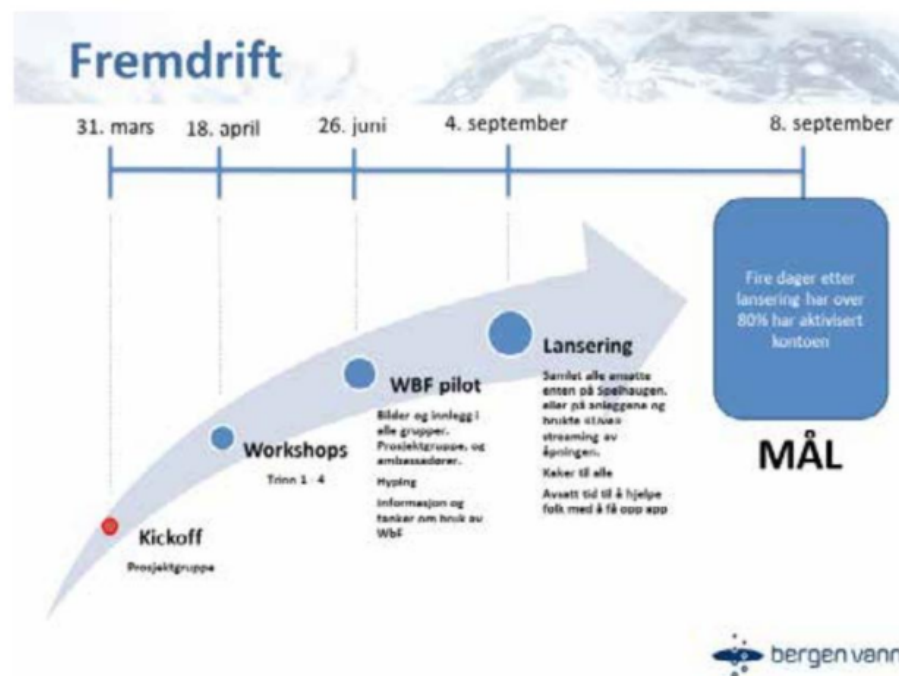 Fremdrift
31. mars
18. april
26. juni
4. september
8. september
Kickoff
Prosjektgruppe
Workshops
Trinn 1 - 4
WBF pilot
Bilder og innlegg i
alle grupper.
Prosjektgruppe, og
ambassadører.
Hyping
Informasjon og
tanker om bruk av
WbF
Lansering
Samlet alle ansatte
enten på Spelhaugen,
eller på anleggene og
brukte «Live»
streaming av
åpningen.
Kaker til alle
Avsatt tid til å hjelpe
folk med å få opp app
Fire dager etter
lansering har over
80% har aktivisert
kontoen
MÅL
bergen vann